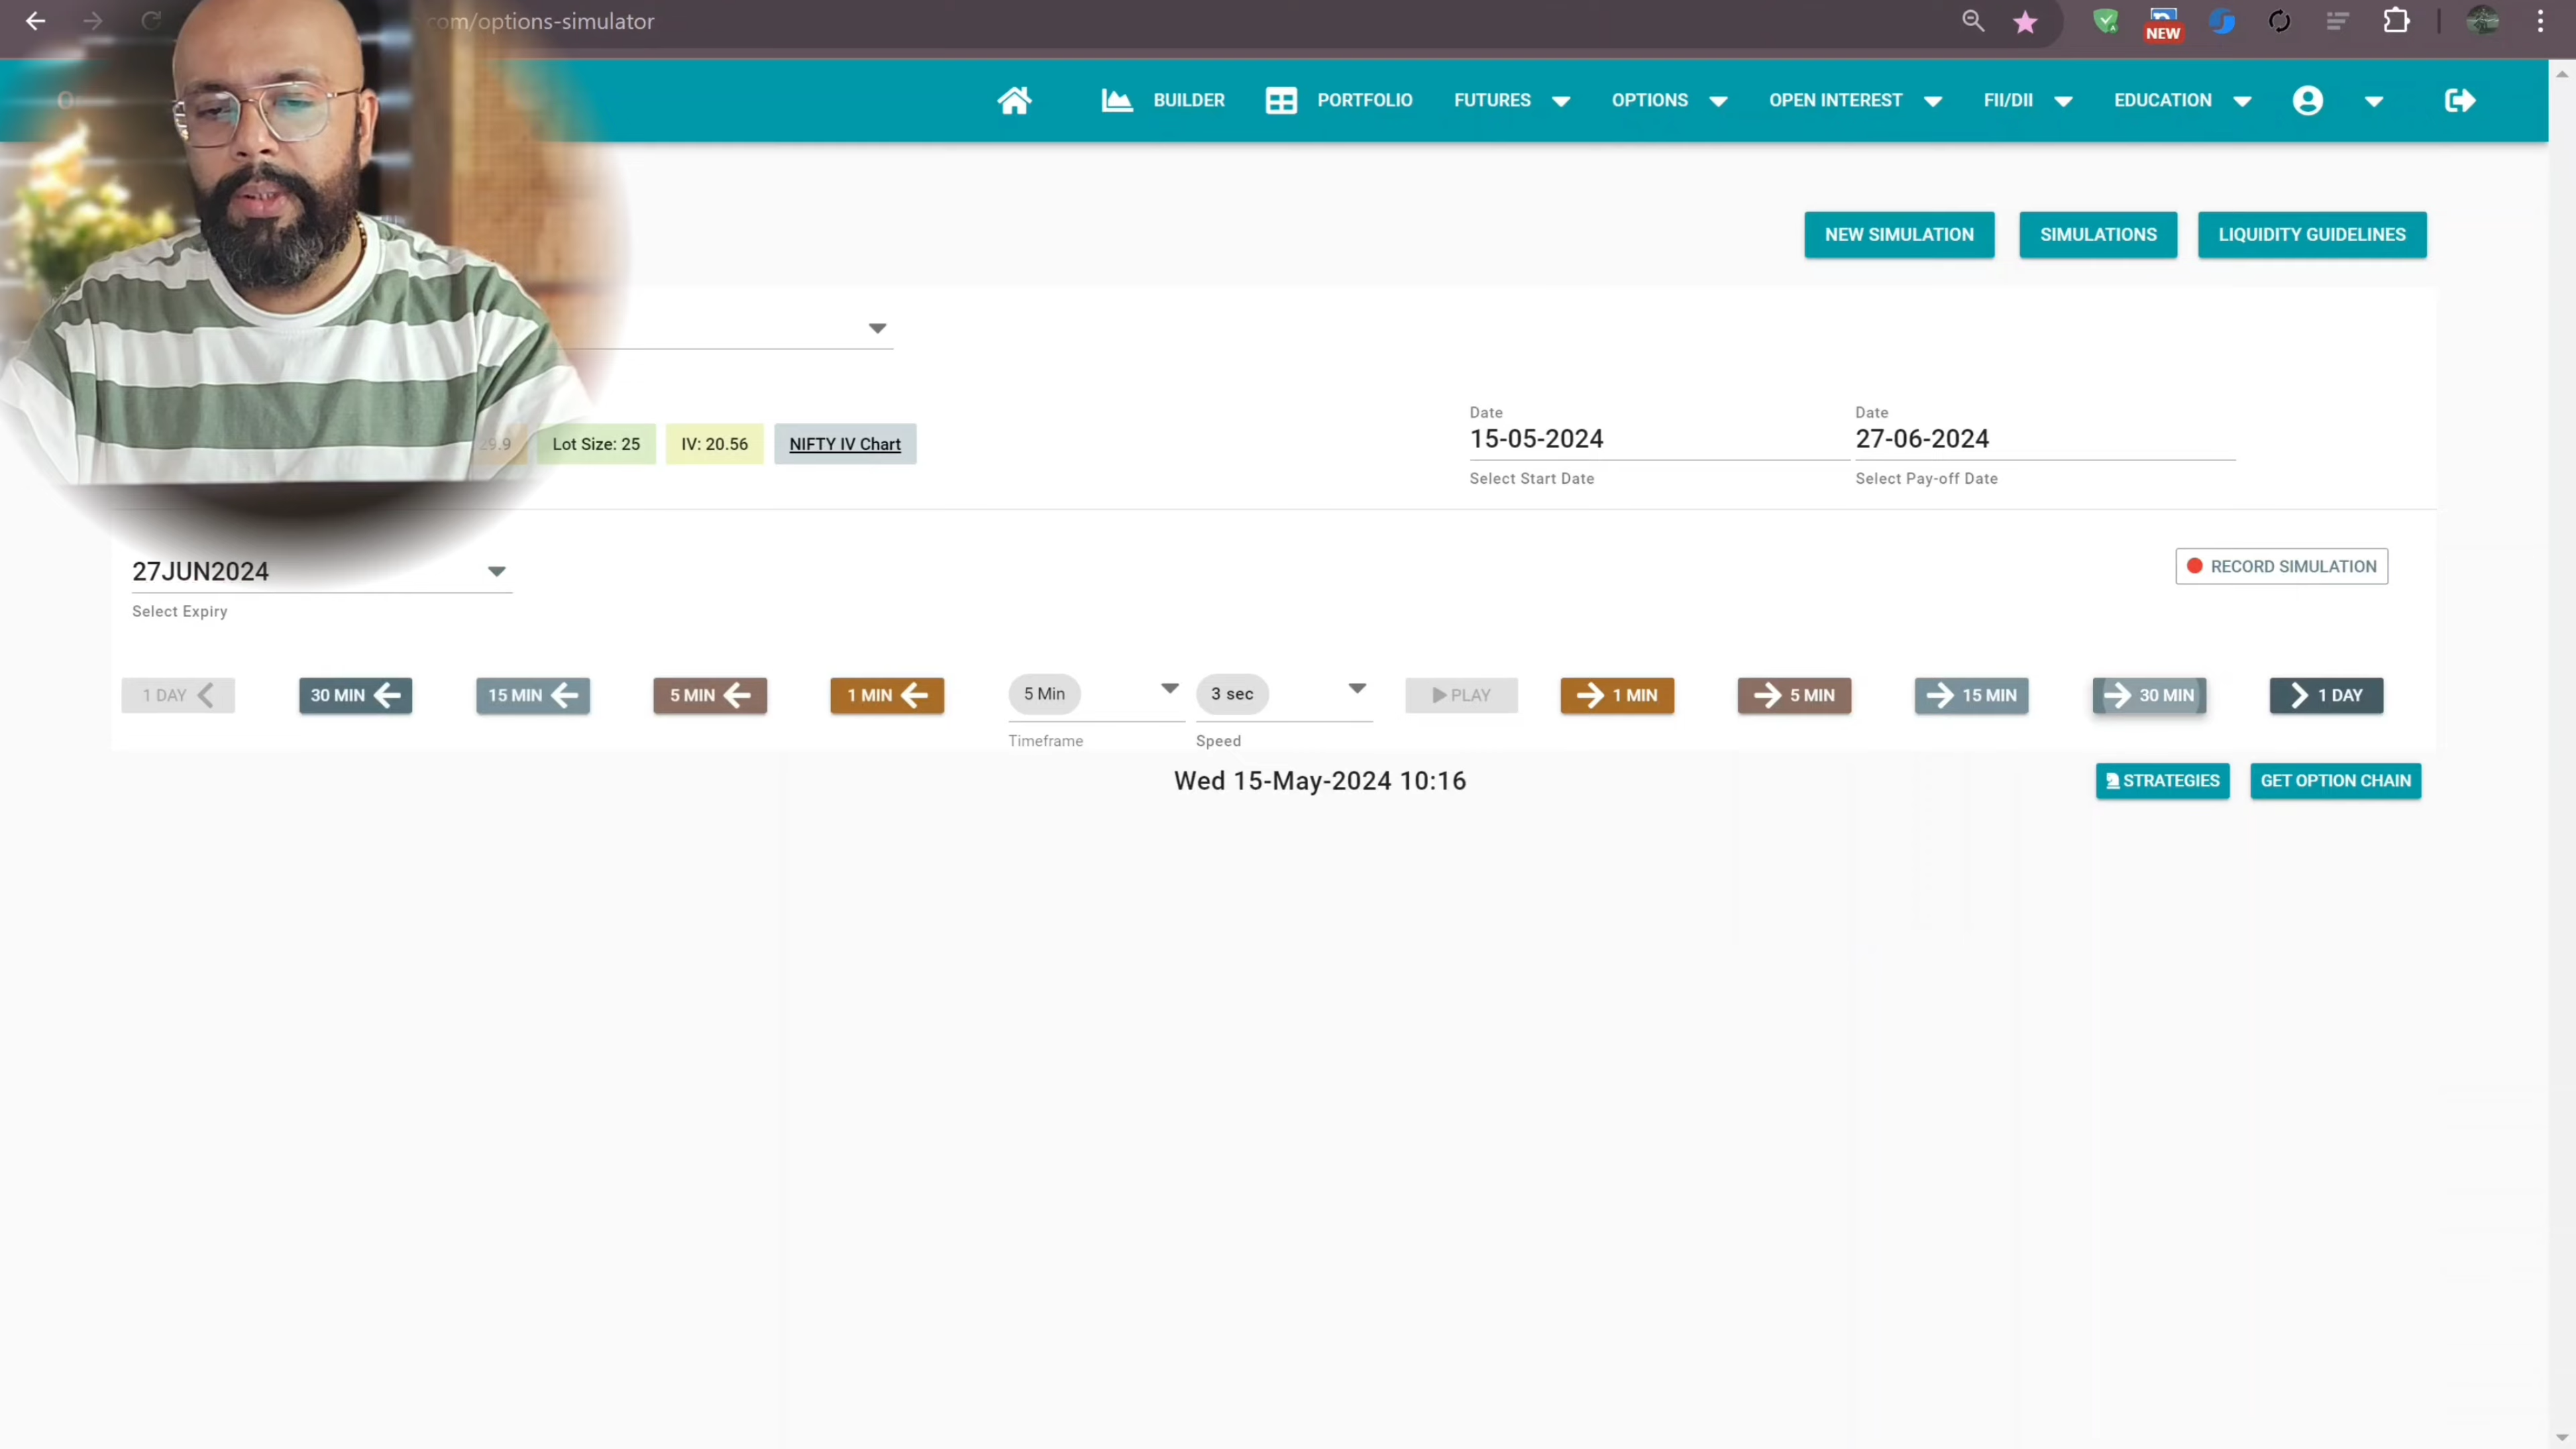 com/options-simulator
NEW
BUILDER PORTFOLIO FUTURES OPTIONS OPEN INTEREST FII/DII EDUCATION
NEW SIMULATION SIMULATIONS LIQUIDITY GUIDELINES
29.9 Lot Size: 25 IV: 20.56 NIFTY IV Chart
Date Date
15-05-2024 27-06-2024
Select Start Date Select Pay-off Date
27JUN2024
RECORD SIMULATION
Select Expiry
1 DAY 30 MIN 15 MIN 5 MIN 1 MIN 5 Min 3 sec PLAY 1 MIN 5 MIN 15 MIN 30 MIN 1 DAY
Timeframe Speed
Wed 15-May-2024 10:16 STRATEGIES GET OPTION CHAIN